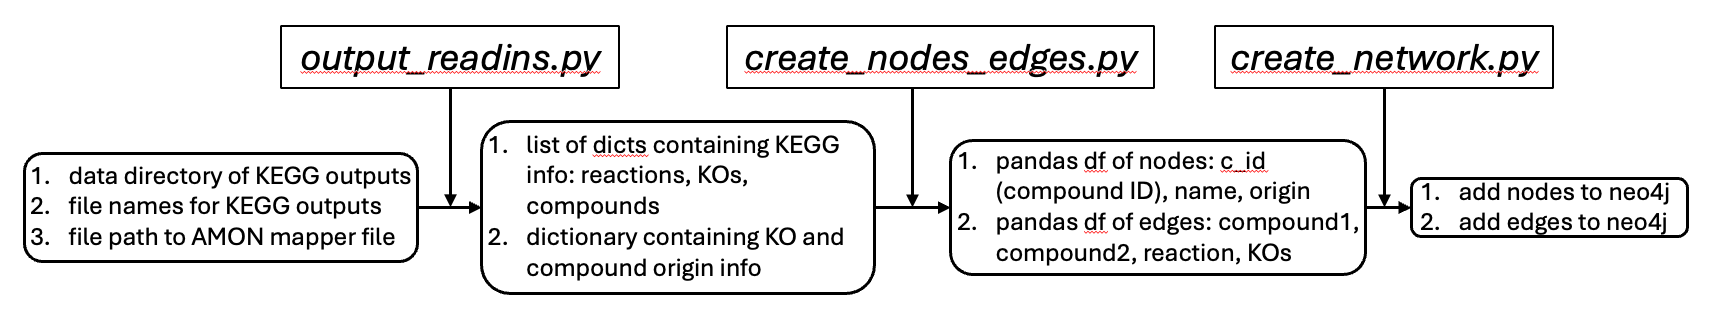 output_readins.py
create_nodes_edges.py
create_network.py
1. data directory of KEGG outputs
2. file names for KEGG outputs
3. file path to AMON mapper file
1. list of dicts containing KEGG
info: reactions, KOs,
compounds
2. dictionary containing KO and
compound origin info
1. pandas df of nodes: c_id
(compound ID), name, origin
2. pandas df of edges: compound1,
compound2, reaction, KOs
1. add nodes to neo4j
2. add edges to neo4j